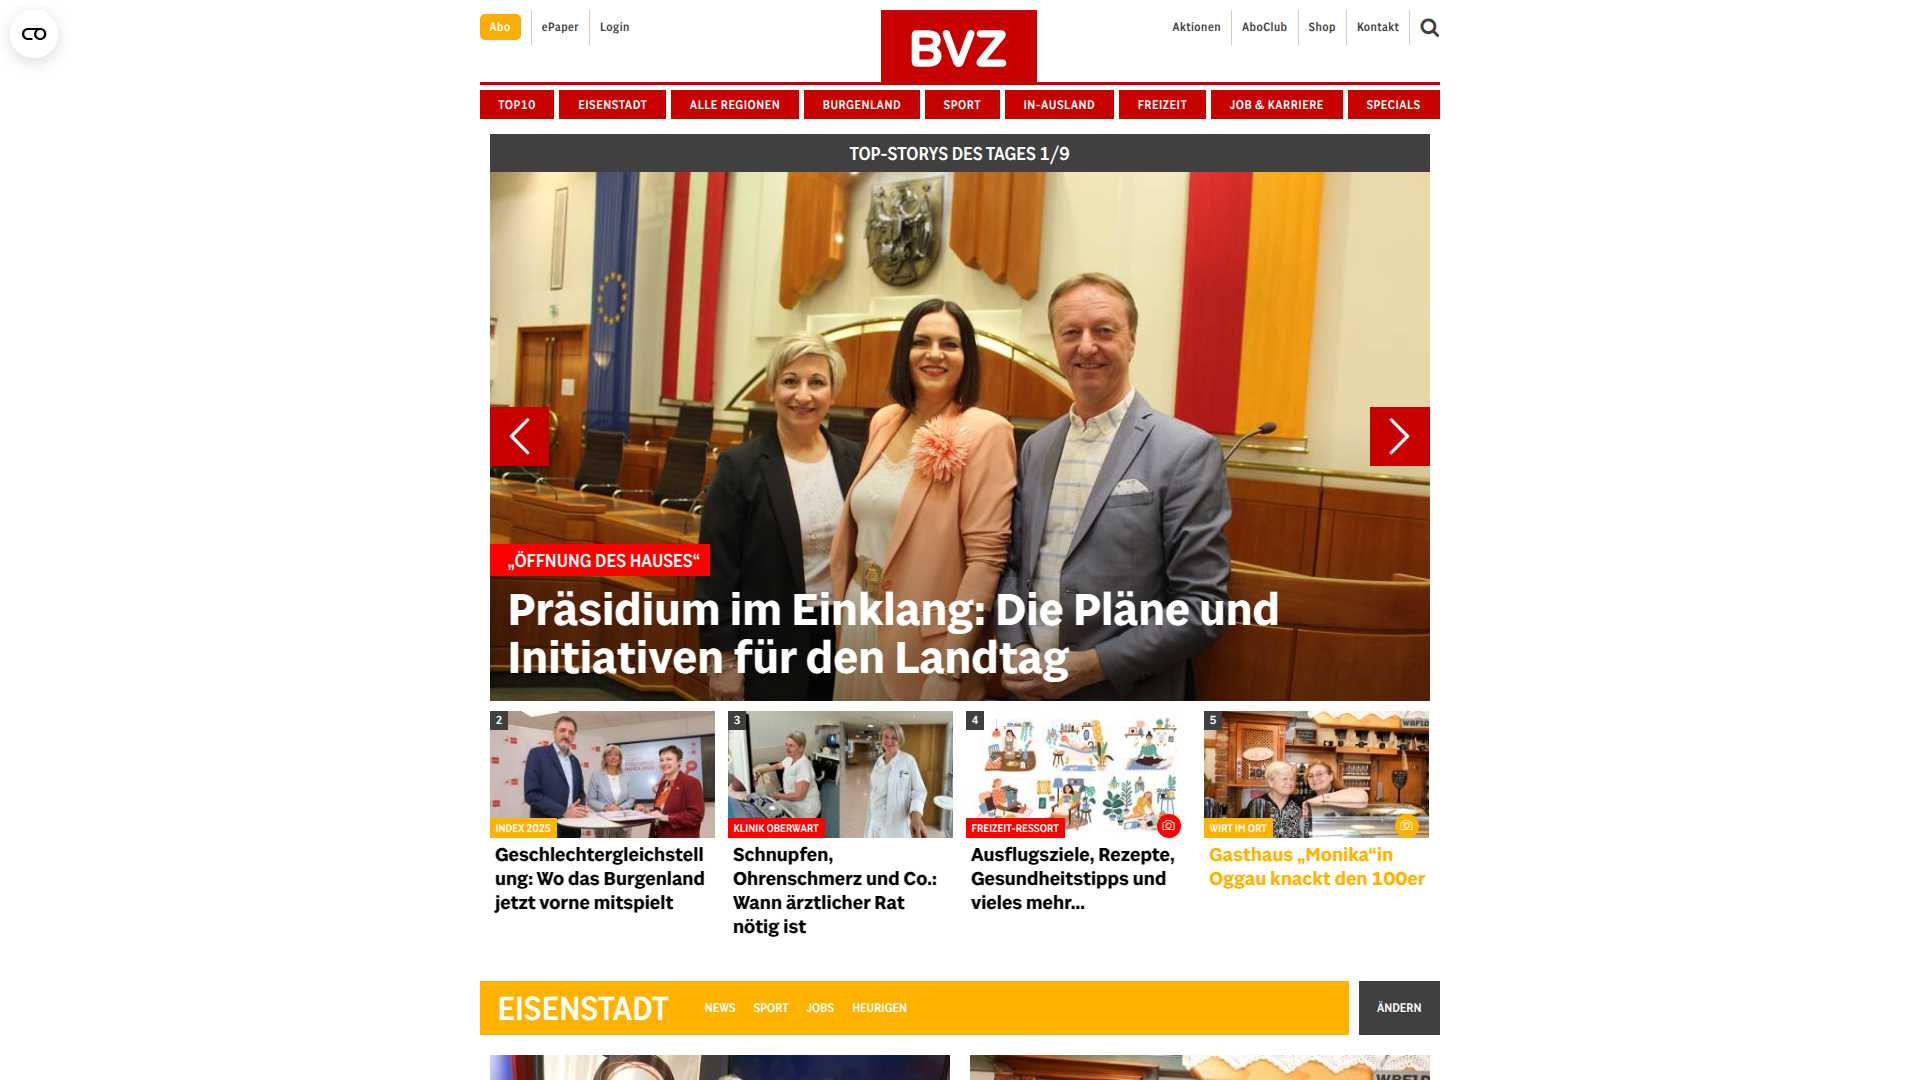 Abo
ePaper
Login
BVZ
Aktionen
AboClub
Shop
Kontakt
TOP10
EISENSTADT
ALLE REGIONEN
BURGENLAND
SPORT
IN-AUSLAND
FREIZEIT
JOB & KARRIERE
SPECIALS
TOP-STORYS DES TAGES 1/9
„ÖFFNUNG DES HAUSES“
Präsidium im Einklang: Die Pläne und
Initiativen für den Landtag
2
INDEX 2025
Geschlechtergleichstell
ung: Wo das Burgenland
jetzt vorne mitspielt
3
KLINIK OBERWART
Schnupfen,
Ohrenschmerz und Co.:
Wann ärztlicher Rat
nötig ist
4
FREIZEIT-RESSORT
Ausflugsziele, Rezepte,
Gesundheitstipps und
vieles mehr...
5
WIRT IM ORT
Gasthaus „Monika“in
Oggau knackt den 100er
EISENSTADT
NEWS
SPORT
JOBS
HEURIGEN
ÄNDERN